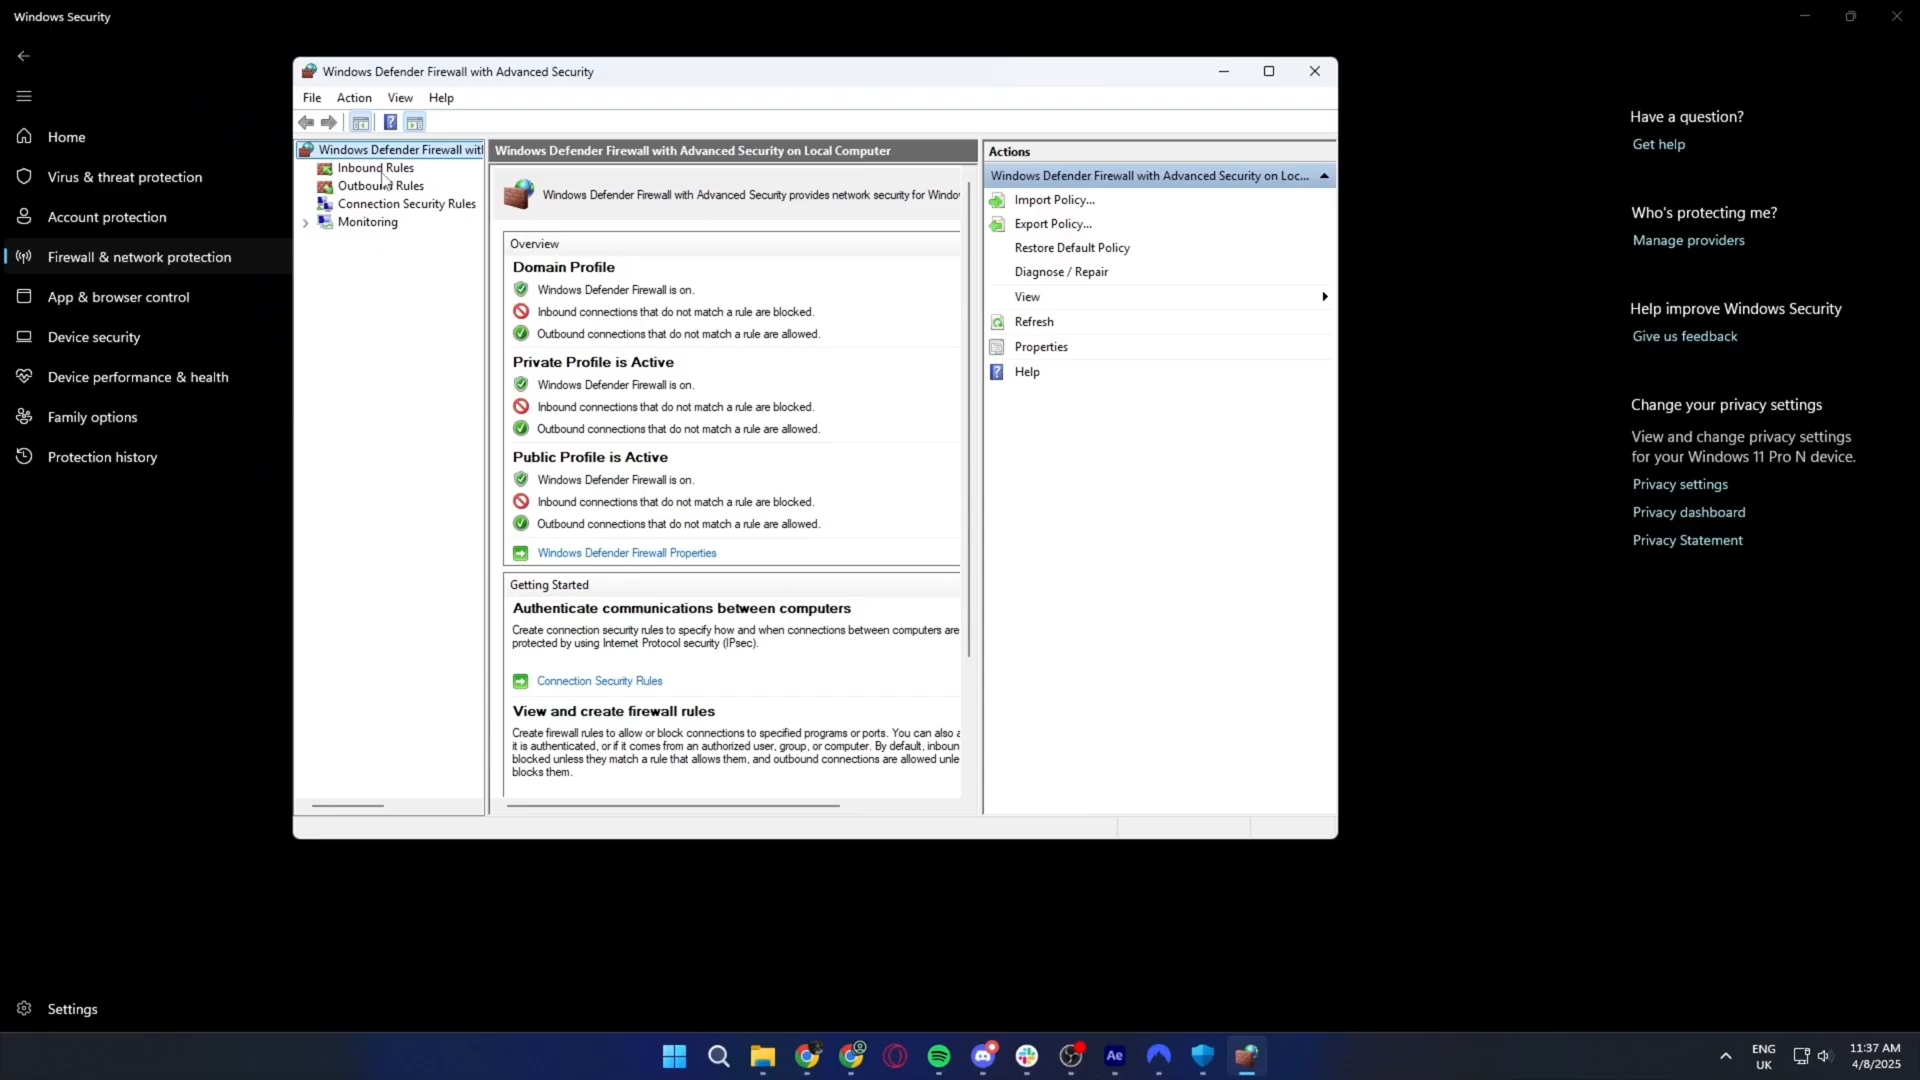 Windows Security
Home
Virus & threat protection
Account protection
Firewall & network protection
App & browser control
Device security
Device performance & health
Family options
Protection history
Settings
Windows Defender Firewall with Advanced Security
File Action View Help
Windows Defender Firewall wit
Inbound Rules
Outbound Rules
Connection Security Rules
Monitoring
Windows Defender Firewall with Advanced Security on Local Computer
Windows Defender Firewall with Advanced Security provides network security for Window
Overview
Domain Profile
Windows Defender Firewall is on.
Inbound connections that do not match a rule are blocked.
Outbound connections that do not match a rule are allowed.
Private Profile is Active
Windows Defender Firewall is on.
Inbound connections that do not match a rule are blocked.
Outbound connections that do not match a rule are allowed.
Public Profile is Active
Windows Defender Firewall is on.
Inbound connections that do not match a rule are blocked.
Outbound connections that do not match a rule are allowed.
Windows Defender Firewall Properties
Getting Started
Authenticate communications between computers
Create connection security rules to specify how and when connections between computers are
protected by using Internet Protocol security (IPsec).
Connection Security Rules
View and create firewall rules
Create firewall rules to allow or block connections to specified programs or ports. You can also a
it is authenticated, or if it comes from an authorized user, group, or computer. By default, inboun
blocked unless they match a rule that allows them, and outbound connections are allowed unle
blocks them.
Actions
Windows Defender Firewall with Advanced Security on Loc...
Import Policy...
Export Policy...
Restore Default Policy
Diagnose / Repair
View
Refresh
Properties
Help
Have a question?
Get help
Who's protecting me?
Manage providers
Help improve Windows Security
Give us feedback
Change your privacy settings
View and change privacy settings
for your Windows 11 Pro N device.
Privacy settings
Privacy dashboard
Privacy Statement
Ae
ENG
UK
11:37 AM
4/8/2025